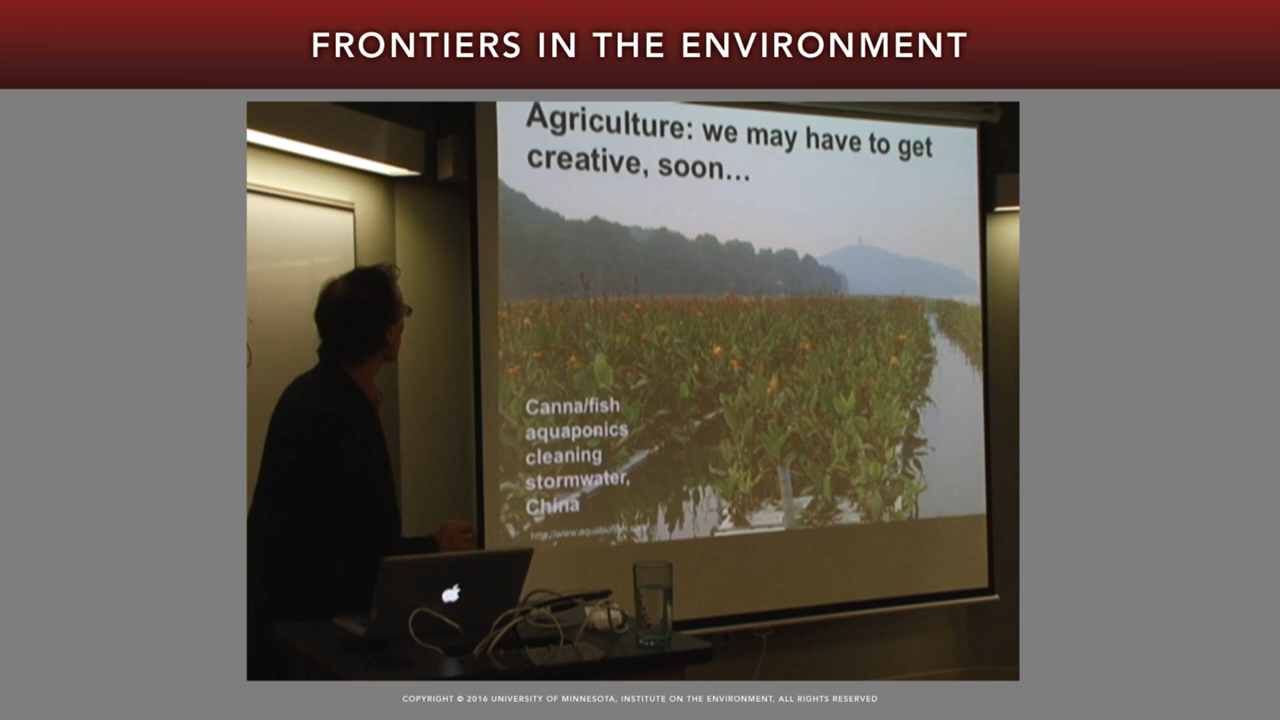 FRONTIERS IN THE ENVIRONMENT
Agriculture: we may have to get
creative, soon...
Canna/fish
aquaponics
cleaning
stormwater,
China
COPYRIGHT © 2016 UNIVERSITY OF MINNESOTA, INSTITUTE ON THE ENVIRONMENT, ALL RIGHTS RESERVED